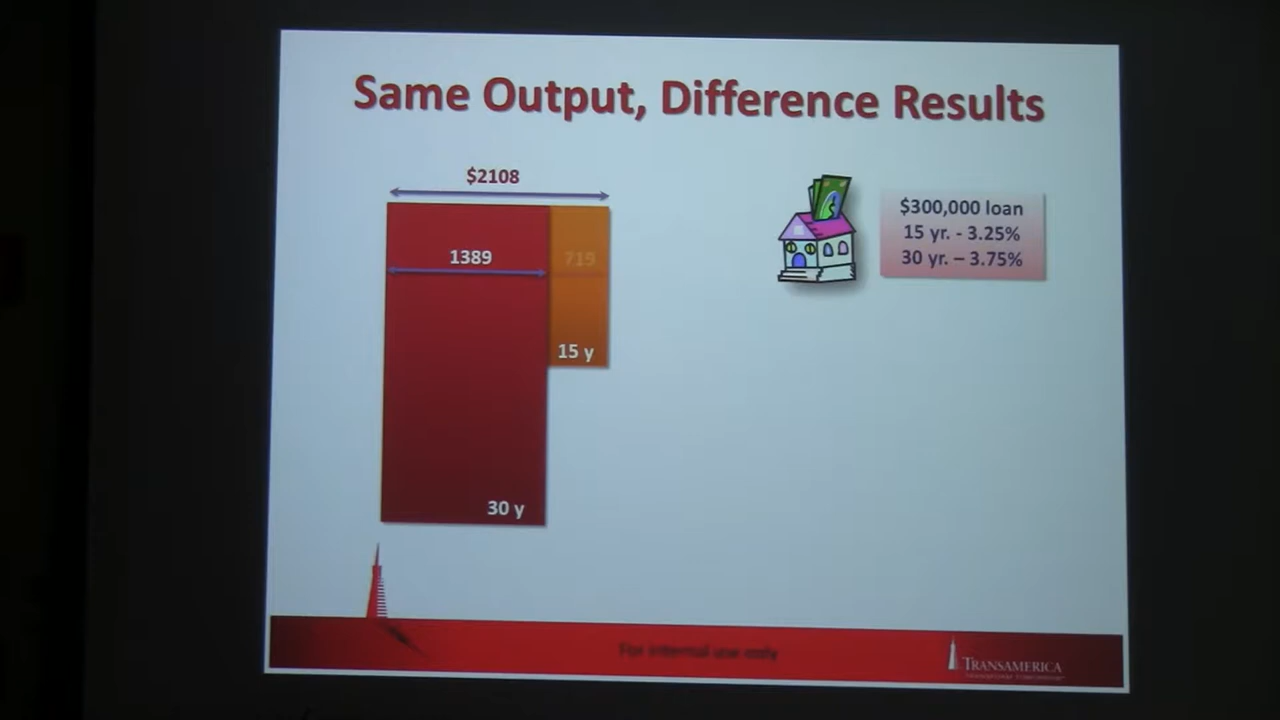 Same Output, Difference Results
$2108
1389
719
15 y
30 y
$300,000 loan
15 yr. - 3.25%
30 yr. – 3.75%
For internal use only
TRANSAMERICA